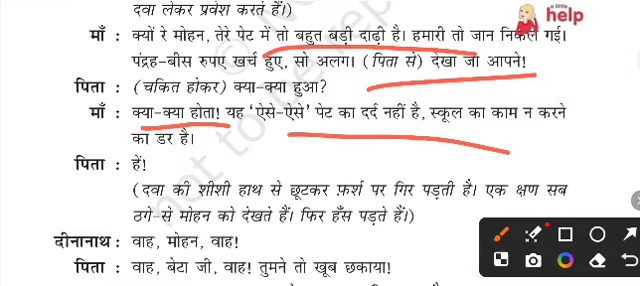 दवा लेकर प्रवेश करते हैं।)
help
माँ : क्यों रे मोहन, तेरे पेट में तो बहुत बड़ी दाढ़ी है। हमारी तो जान निकल गई।
पंद्रह-बीस रुपए खर्च हुए, सो अलग। (पिता से) देखा जी आपने!
पिता : (चकित होकर) क्या-क्या हुआ?
माँ : क्या-क्या होता! यह ‘ऐसे-ऐसे’ पेट का दर्द नहीं है, स्कूल का काम न करने
का डर है।
पिता : हें!
(दवा की शीशी हाथ से छूटकर फ़र्श पर गिर पड़ती है। एक क्षण सब
ठगे-से मोहन को देखते हैं। फिर हँस पड़ते हैं।)
दीनानाथ : वाह, मोहन, वाह!
पिता : वाह, बेटा जी, वाह! तुमने तो खूब छकाया!